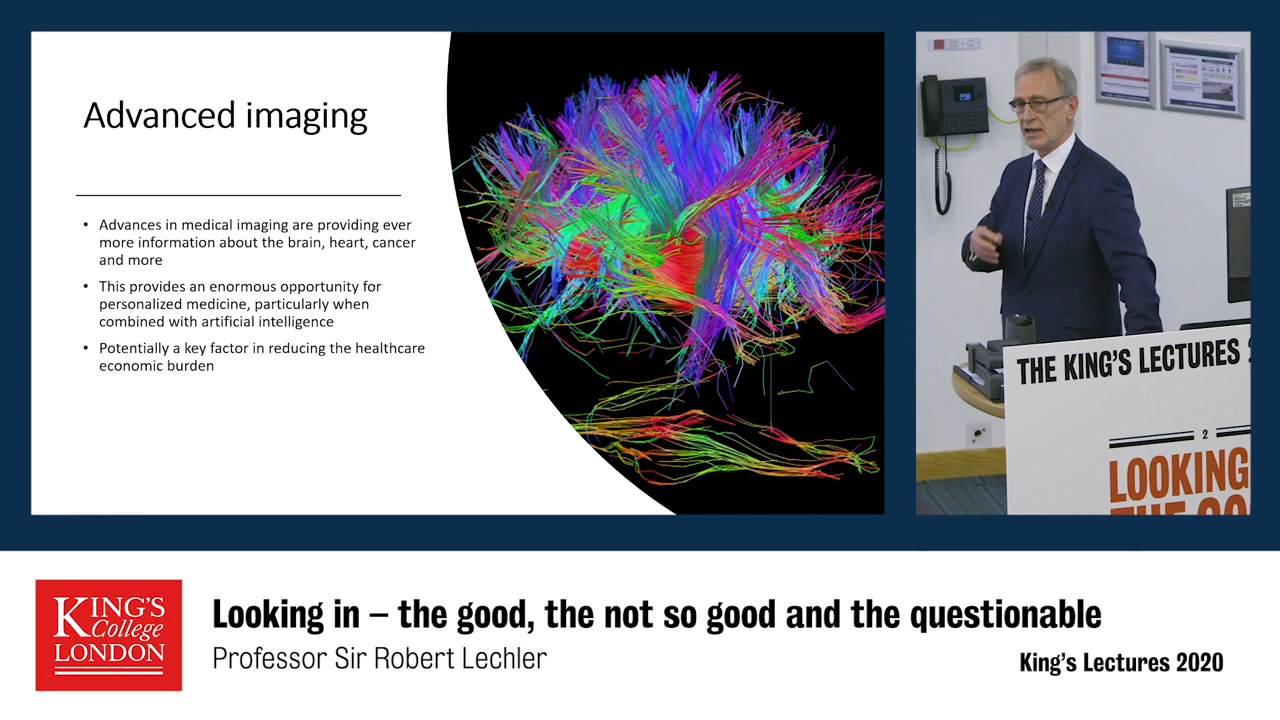 Advanced imaging
• Advances in medical imaging are providing ever
more information about the brain, heart, cancer
and more
• This provides an enormous opportunity for
personalized medicine, particularly when
combined with artificial intelligence
• Potentially a key factor in reducing the healthcare
economic burden
THE KING'S LECTURES
2
LOOKING
KING'S
College
LONDON
Looking in – the good, the not so good and the questionable
Professor Sir Robert Lechler
King's Lectures 2020